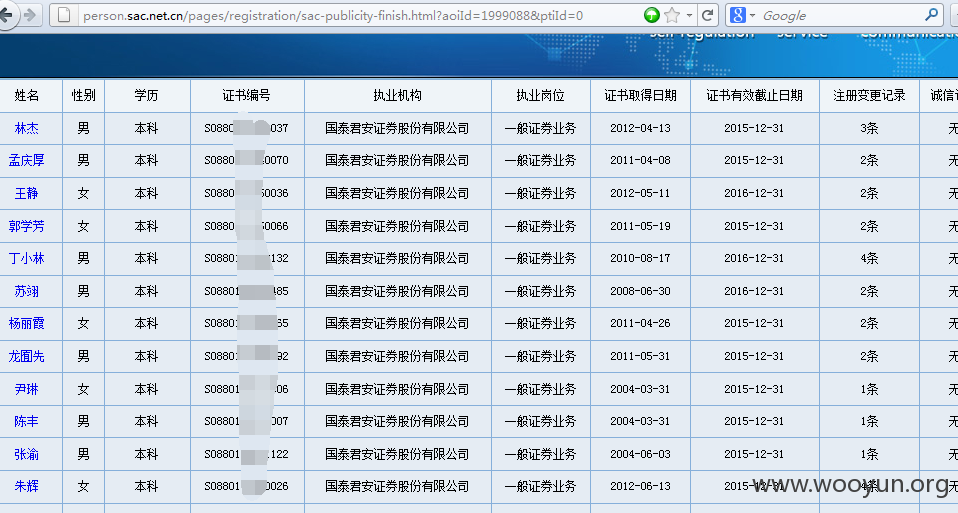 person.sac.net.cn/pages/registration/sac-publicity-finish.html?aoiId=1999088&ptiId=0
Google
self-regulation service communicatio
姓名 性别 学历 证书编号 执业机构 执业岗位 证书取得日期 证书有效截止日期 注册变更记录 诚信
林杰 男 本科 S0880 037 国泰君安证券股份有限公司 一般证券业务 2012-04-13 2015-12-31 3条 无
孟庆厚 男 本科 S0880 0070 国泰君安证券股份有限公司 一般证券业务 2011-04-08 2015-12-31 2条 无
王静 女 本科 S0880 0036 国泰君安证券股份有限公司 一般证券业务 2012-05-11 2016-12-31 2条 无
郭学芳 女 本科 S0880 0066 国泰君安证券股份有限公司 一般证券业务 2011-05-19 2015-12-31 2条 无
丁小林 男 本科 S0880 132 国泰君安证券股份有限公司 一般证券业务 2010-08-17 2016-12-31 4条 无
苏翊 男 本科 S0880 485 国泰君安证券股份有限公司 一般证券业务 2008-06-30 2015-12-31 2条 无
杨丽霞 女 本科 S0880 65 国泰君安证券股份有限公司 一般证券业务 2011-04-26 2015-12-31 2条 无
龙囿先 男 本科 S0880 92 国泰君安证券股份有限公司 一般证券业务 2011-05-31 2015-12-31 2条 无
尹琳 女 本科 S0880 06 国泰君安证券股份有限公司 一般证券业务 2004-03-31 2015-12-31 1条 无
陈丰 男 本科 S0880 007 国泰君安证券股份有限公司 一般证券业务 2004-03-31 2015-12-31 1条 无
张渝 男 本科 S0880 122 国泰君安证券股份有限公司 一般证券业务 2004-06-03 2015-12-31 1条 无
朱辉 女 本科 S0880 0026 国泰君安证券股份有限公司 一般证券业务 2012-06-13 2015-12-31 4条 无
www.wooyun.org